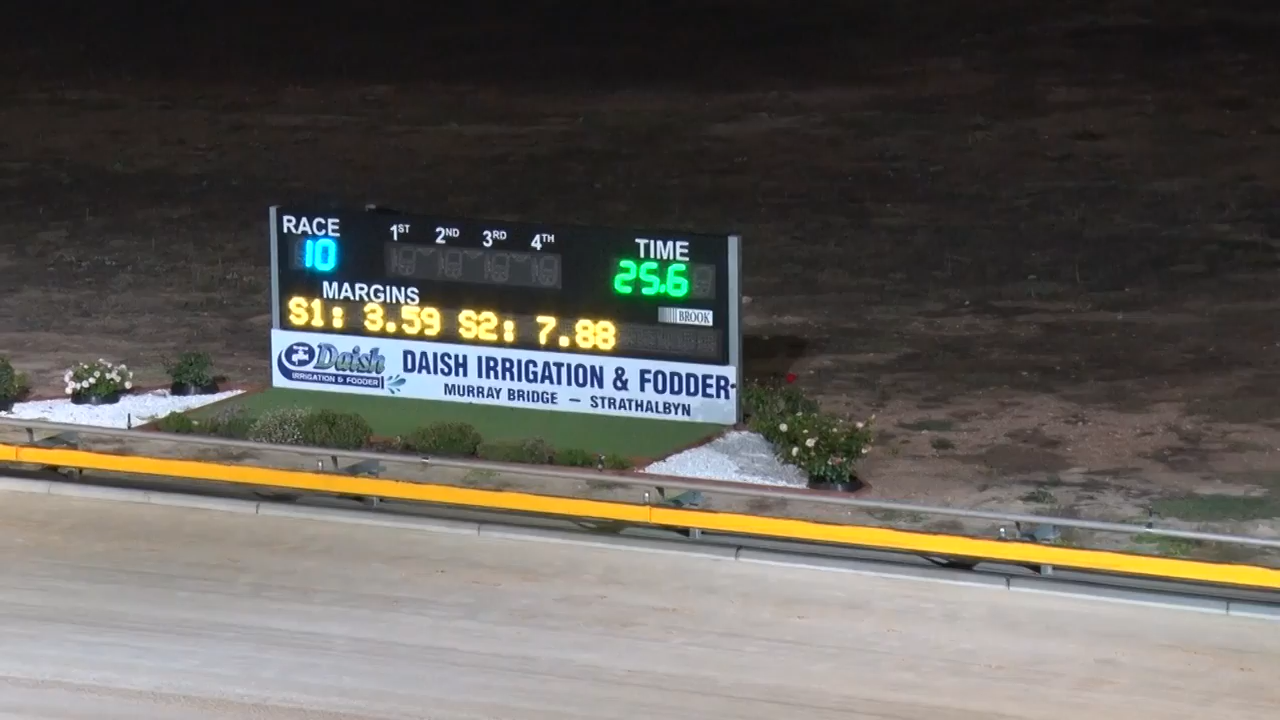 RACE 1ST 2ND 3RD 4TH TIME
10 25.6
MARGINS
BROOK
S1: 3.59 S2: 7.88
Daish
IRRIGATION & FODDER
DAISH IRRIGATION & FODDER
MURRAY BRIDGE – STRATHALBYN